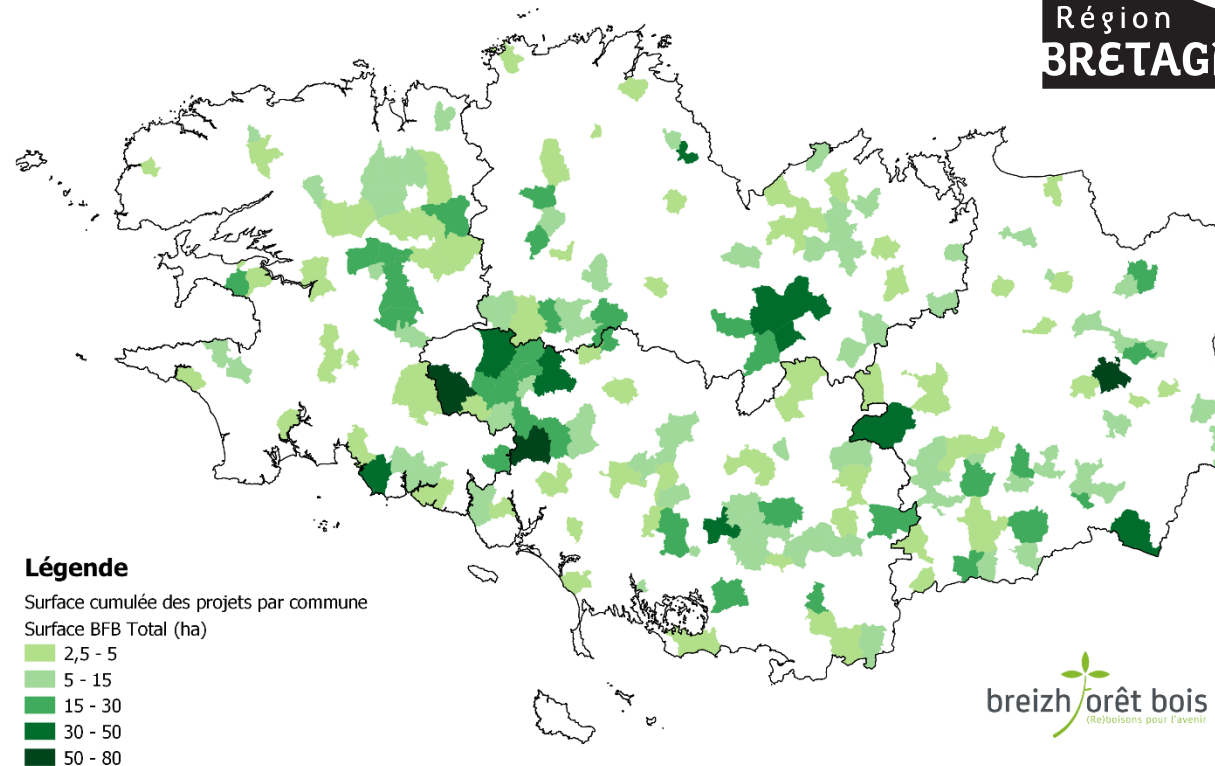 Région
BRETAG
Légende
Surface cumulée des projets par commune
Surface BFB Total (ha)
2,5 - 5
5 - 15
15 - 30
30 - 50
50 - 80
breizh forêt bois
(Re)boisons pour l'avenir